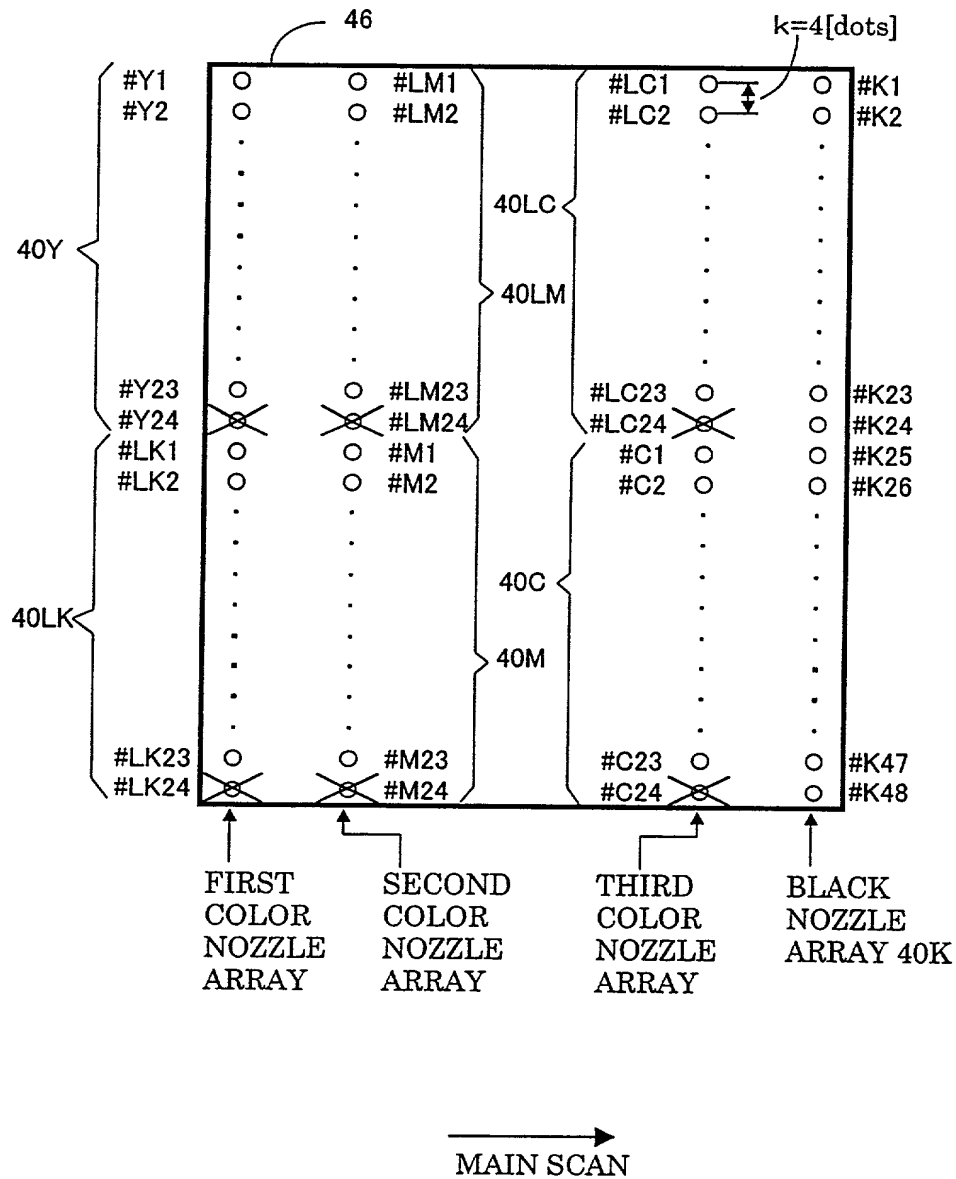 46
k=4[dots]
#Y1 #LM1 #LC1 #K1
#Y2 #LM2 #LC2 #K2
40LC
40Y
40LM
#Y23 #LM23 #LC23 #K23
#Y24 #LM24 #LC24 #K24
#LK1 #M1 #C1 #K25
#LK2 #M2 #C2 #K26
40C
40LK
40M
#LK23 #M23 #C23 #K47
#LK24 #M24 #C24 #K48
FIRST
COLOR
NOZZLE
ARRAY
SECOND
COLOR
NOZZLE
ARRAY
THIRD
COLOR
NOZZLE
ARRAY
BLACK
NOZZLE
ARRAY 40K
MAIN SCAN